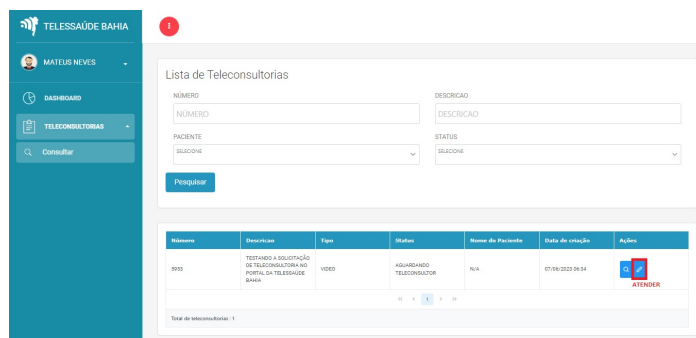 TELESSAÚDE BAHIA
MATEUS NEVES
DASHBOARD
TELECONSULTORIAS
Consultar
Lista de Teleconsultorias
NÚMERO
DESCRICAO
NÚMERO
DESCRICAO
PACIENTE
STATUS
SELECIONE
SELECIONE
Pesquisar
Número Descricao Tipo Status Nome do Paciente Data de criação Ações
5953
TESTANDO A SOLICITAÇÃO
DE TELECONSULTORIA NO
PORTAL DA TELESSAÚDE
BAHIA
VIDEO
AGUARDANDO
TELECONSULTOR
N/A
07/06/2023 06:34
ATENDER
1
Total de teleconsultorias : 1